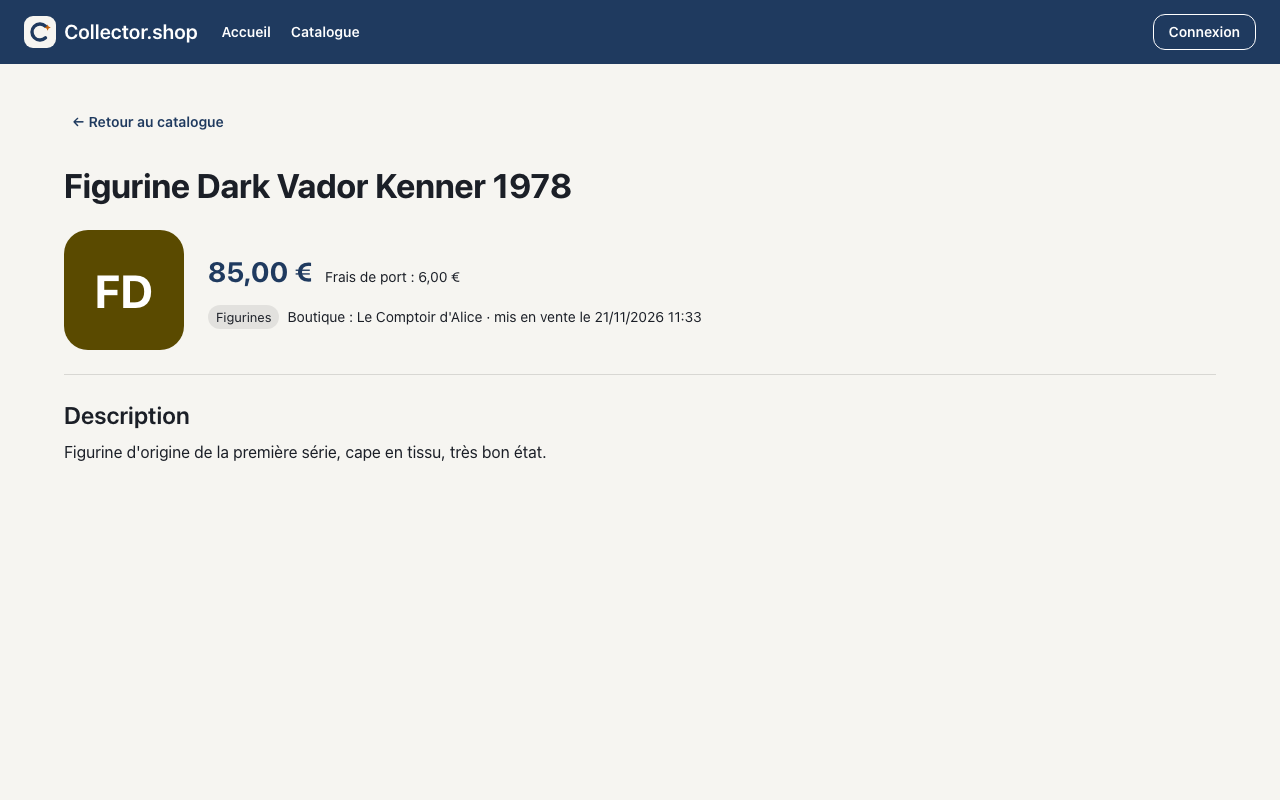 Collector.shop Accueil Catalogue Connexion
← Retour au catalogue
Figurine Dark Vador Kenner 1978
FD
85,00 € Frais de port : 6,00 €
Figurines Boutique : Le Comptoir d'Alice · mis en vente le 21/11/2026 11:33
Description
Figurine d'origine de la première série, cape en tissu, très bon état.